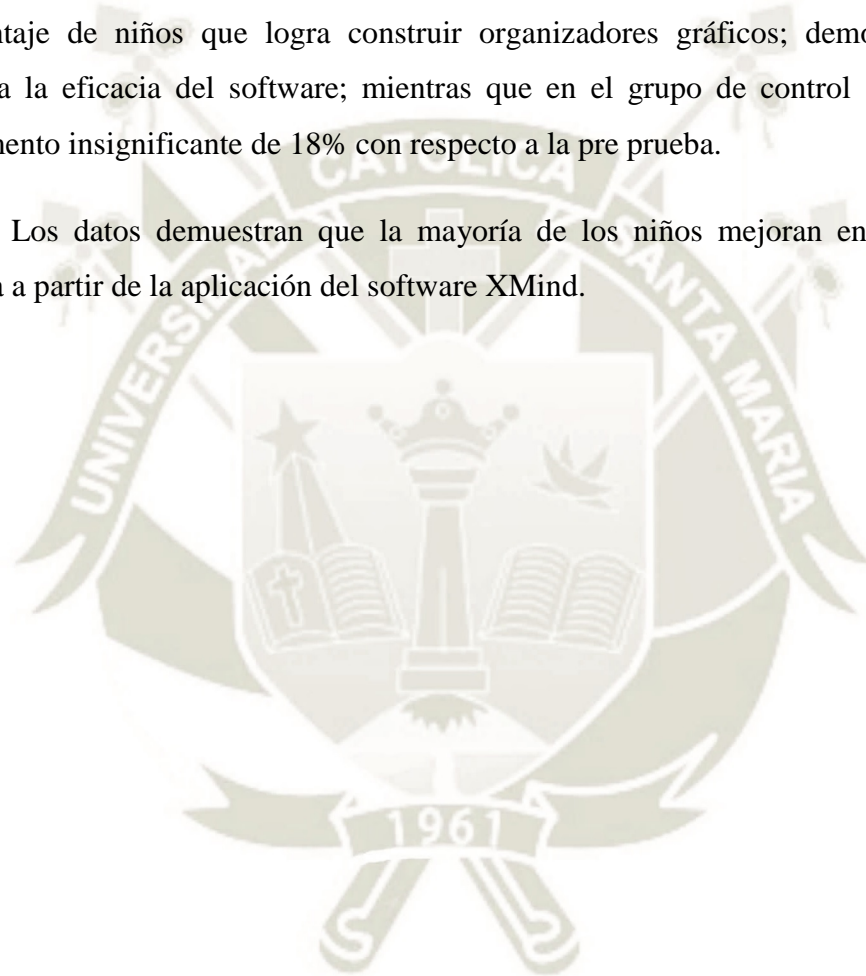 ntaje de niños que logra construir organizadores gráficos; demo
a la eficacia del software; mientras que en el grupo de control
mento insignificante de 18% con respecto a la pre prueba.
Los datos demuestran que la mayoría de los niños mejoran en
a partir de la aplicación del software XMind.
UNIVERSIDAD CATOLICA SANTA MARIA
1961